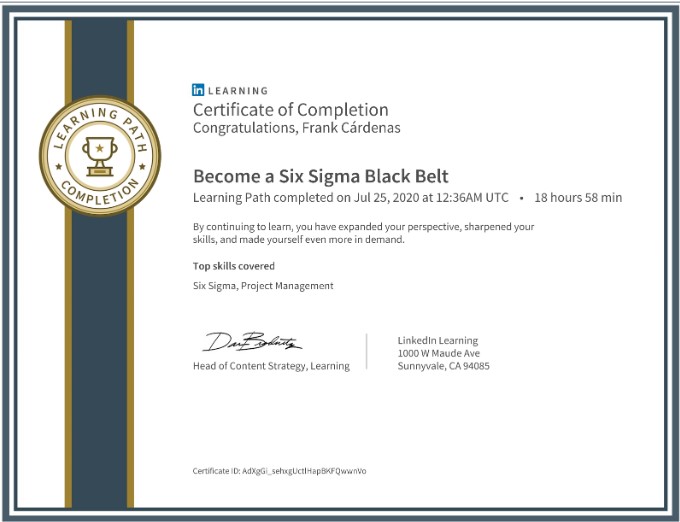 LEARNING PATH
COMPLETION
in LEARNING
Certificate of Completion
Congratulations, Frank Cárdenas
Become a Six Sigma Black Belt
Learning Path completed on Jul 25, 2020 at 12:36AM UTC • 18 hours 58 min
By continuing to learn, you have expanded your perspective, sharpened your
skills, and made yourself even more in demand.
Top skills covered
Six Sigma, Project Management
Head of Content Strategy, Learning
LinkedIn Learning
1000 W Maude Ave
Sunnyvale, CA 94085
Certificate ID: